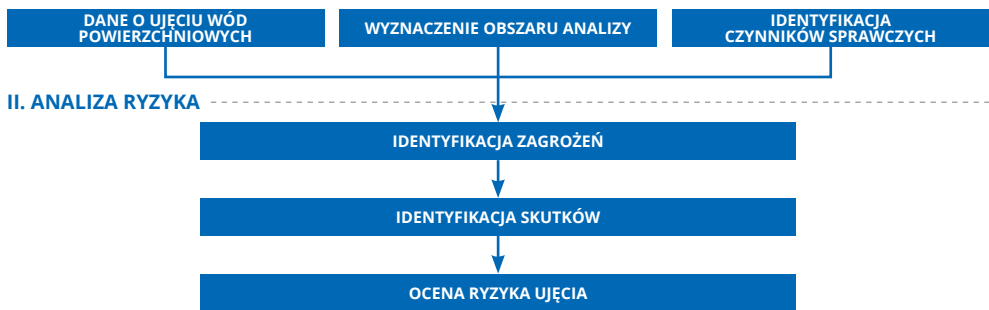 DANE O UJĘCIU WÓD
POWIERZCHNIOWYCH
WYZNACZENIE OBSZARU ANALIZY
IDENTYFIKACJA
CZYNNIKÓW SPRAWCZYCH
II. ANALIZA RYZYKA
IDENTYFIKACJA ZAGROŻEŃ
IDENTYFIKACJA SKUTKÓW
OCENA RYZYKA UJĘCIA